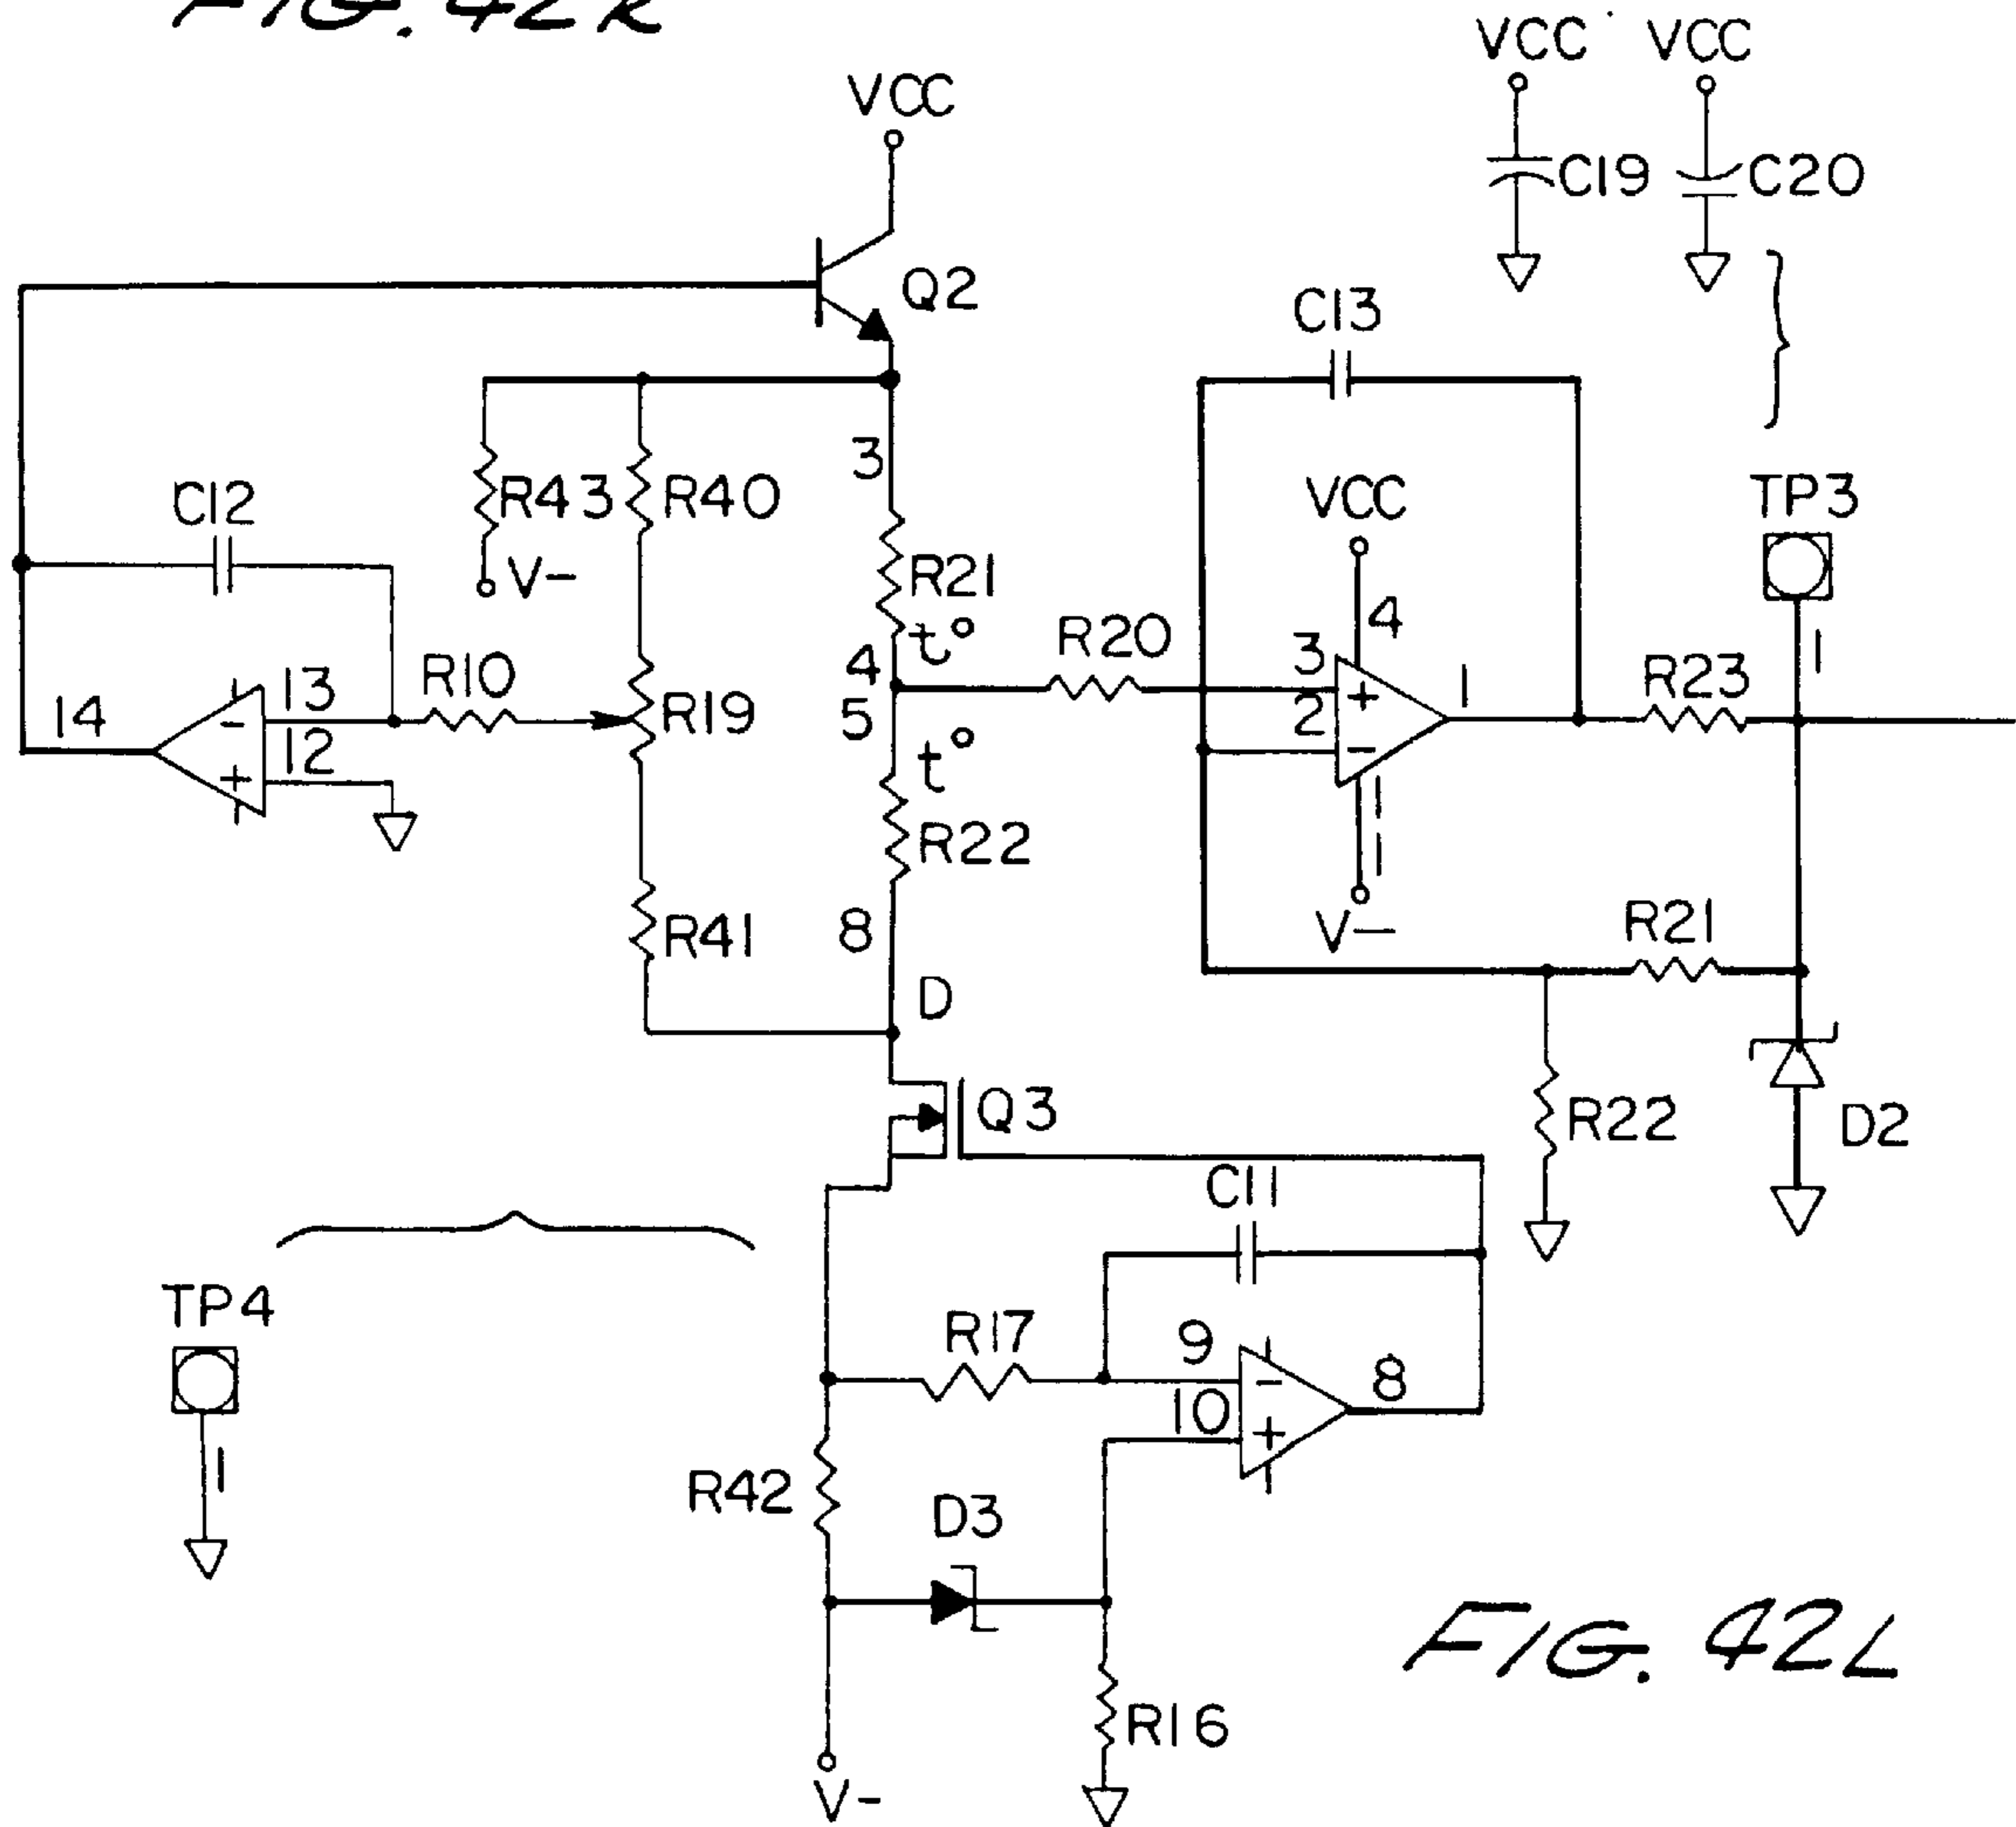 FIG. 42K
VCC
VCC
VCC
C19
C20
Q2
C13
3
R43
R40
C12
V-
VCC
TP3
R21
t°
4
R20
3
4
1
R23
1
14
13
R10
R19
5
2
12
t°
+
-
-
+
R22
11
V-
R41
8
R21
D
Q3
R22
D2
C11
TP4
R17
9
8
10
-
+
1
R42
D3
R16
V-
FIG. 42L